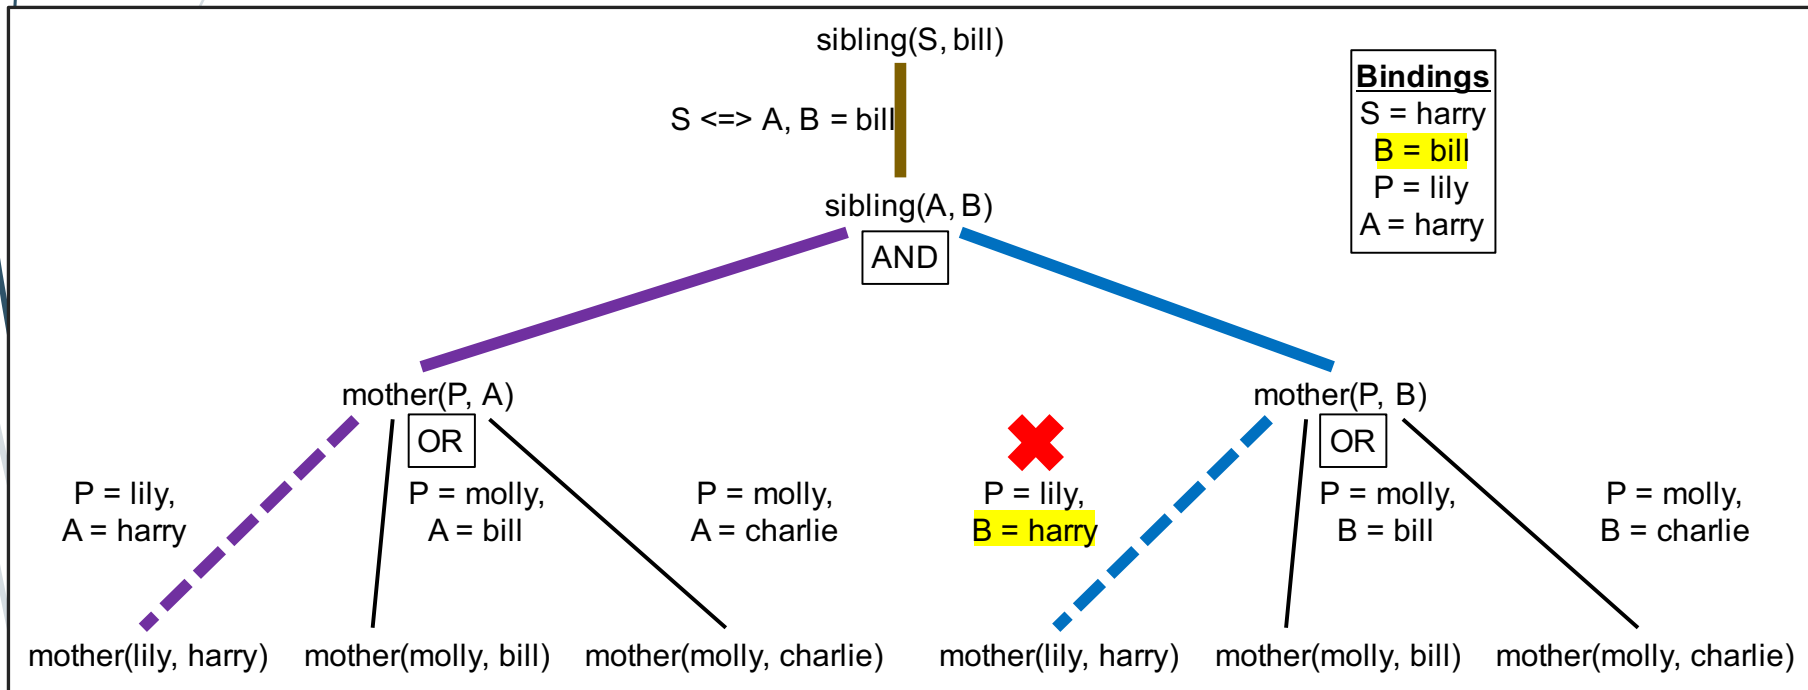 sibling(S, bill)
S <=> A, B = bill
Bindings
S = harry
B = bill
P = lily
A = harry
sibling(A, B)
AND
mother(P, A)
OR
mother(P, B)
OR
P = lily,
A = harry
P = molly,
A = bill
P = molly,
A = charlie
P = lily,
B = harry
P = molly,
B = bill
P = molly,
B = charlie
mother(lily, harry)
mother(molly, bill)
mother(molly, charlie)
mother(lily, harry)
mother(molly, bill)
mother(molly, charlie)